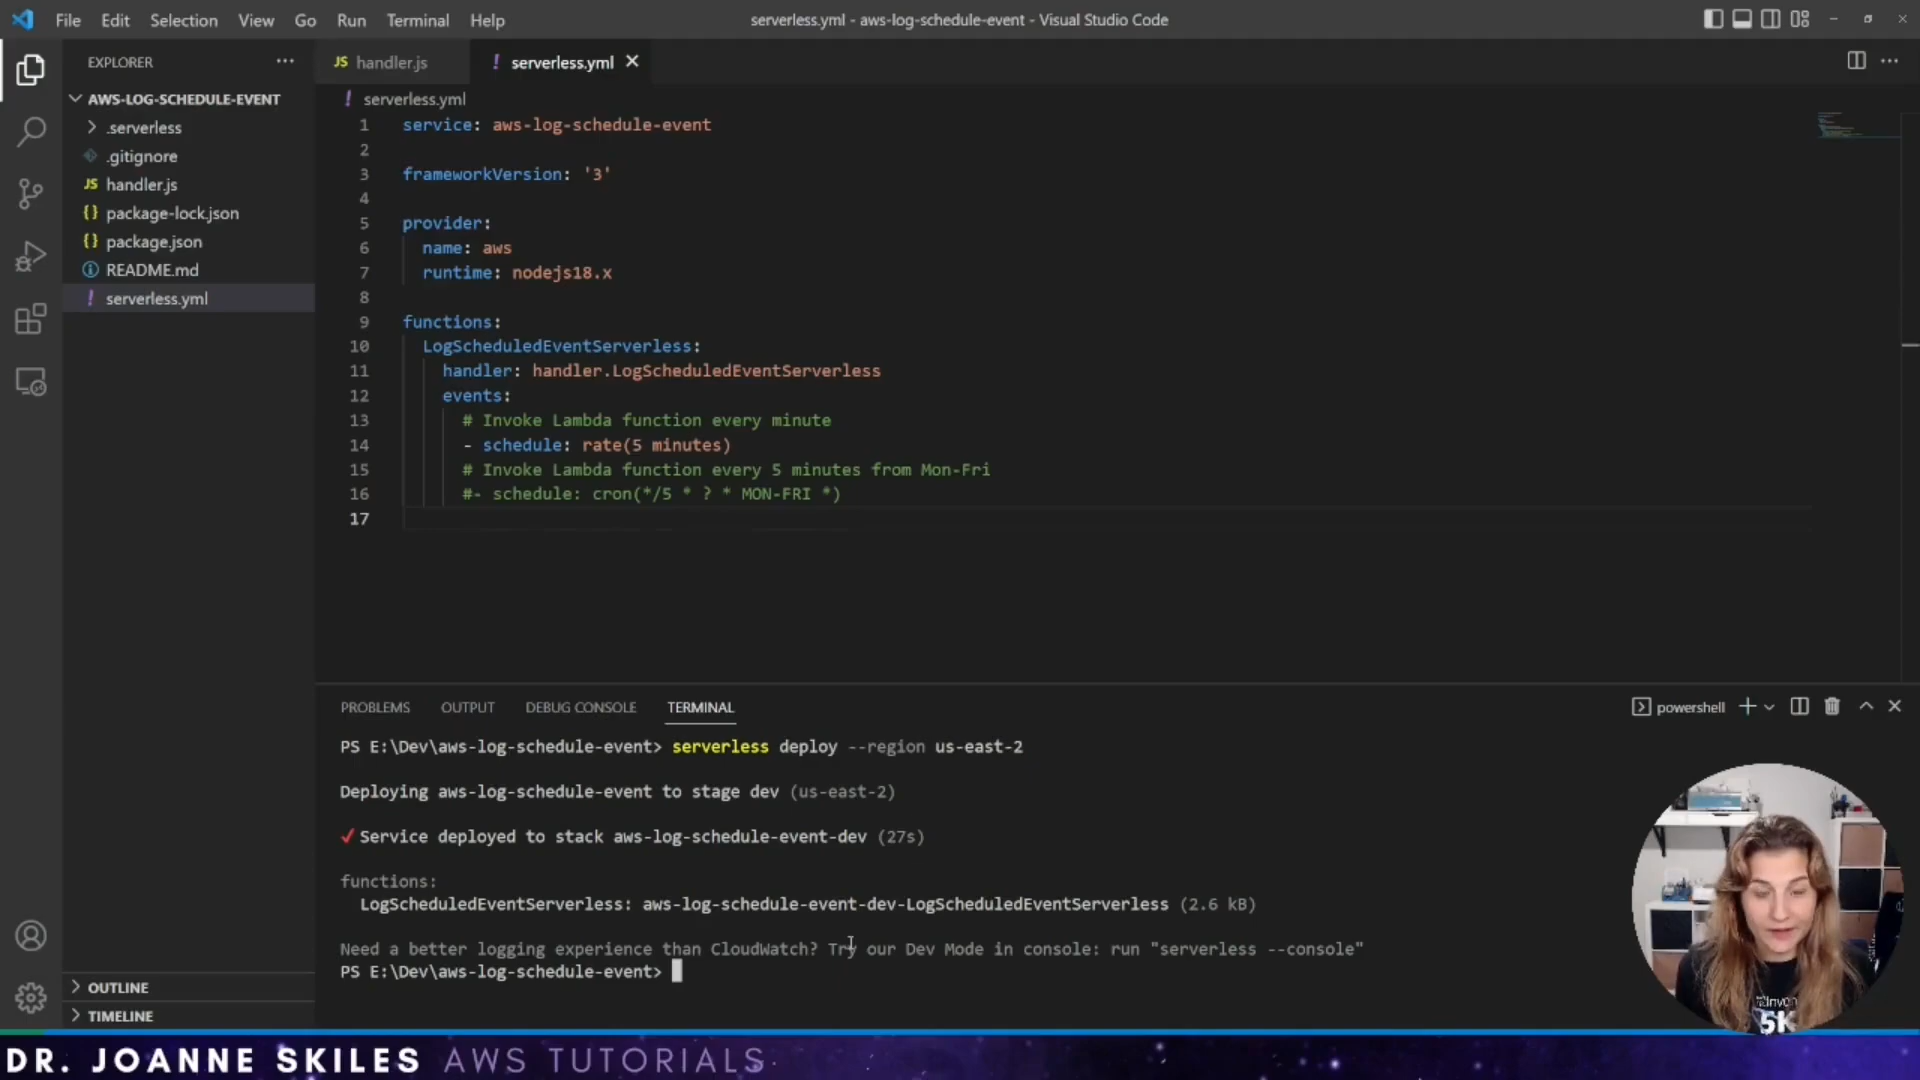 File Edit Selection View Go Run Terminal Help
serverless.yml - aws-log-schedule-event - Visual Studio Code
EXPLORER
AWS-LOG-SCHEDULE-EVENT
.serverless
.gitignore
JS handler.js
{} package-lock.json
{} package.json
README.md
! serverless.yml
OUTLINE
TIMELINE
JS handler.js
! serverless.yml
! serverless.yml
1 service: aws-log-schedule-event
2
3 frameworkVersion: '3'
4
5 provider:
6 name: aws
7 runtime: nodejs18.x
8
9 functions:
10 LogScheduledEventServerless:
11 handler: handler.LogScheduledEventServerless
12 events:
13 # Invoke Lambda function every minute
14 - schedule: rate(5 minutes)
15 # Invoke Lambda function every 5 minutes from Mon-Fri
16 #- schedule: cron(*/5 * ? * MON-FRI *)
17
PROBLEMS OUTPUT DEBUG CONSOLE TERMINAL
powershell
PS E:\Dev\aws-log-schedule-event> serverless deploy --region us-east-2
Deploying aws-log-schedule-event to stage dev (us-east-2)
✓ Service deployed to stack aws-log-schedule-event-dev (27s)
functions:
LogScheduledEventServerless: aws-log-schedule-event-dev-LogScheduledEventServerless (2.6 kB)
Need a better logging experience than CloudWatch? Try our Dev Mode in console: run "serverless --console"
PS E:\Dev\aws-log-schedule-event>
5K
DR. JOANNE SKILES AWS TUTORIALS